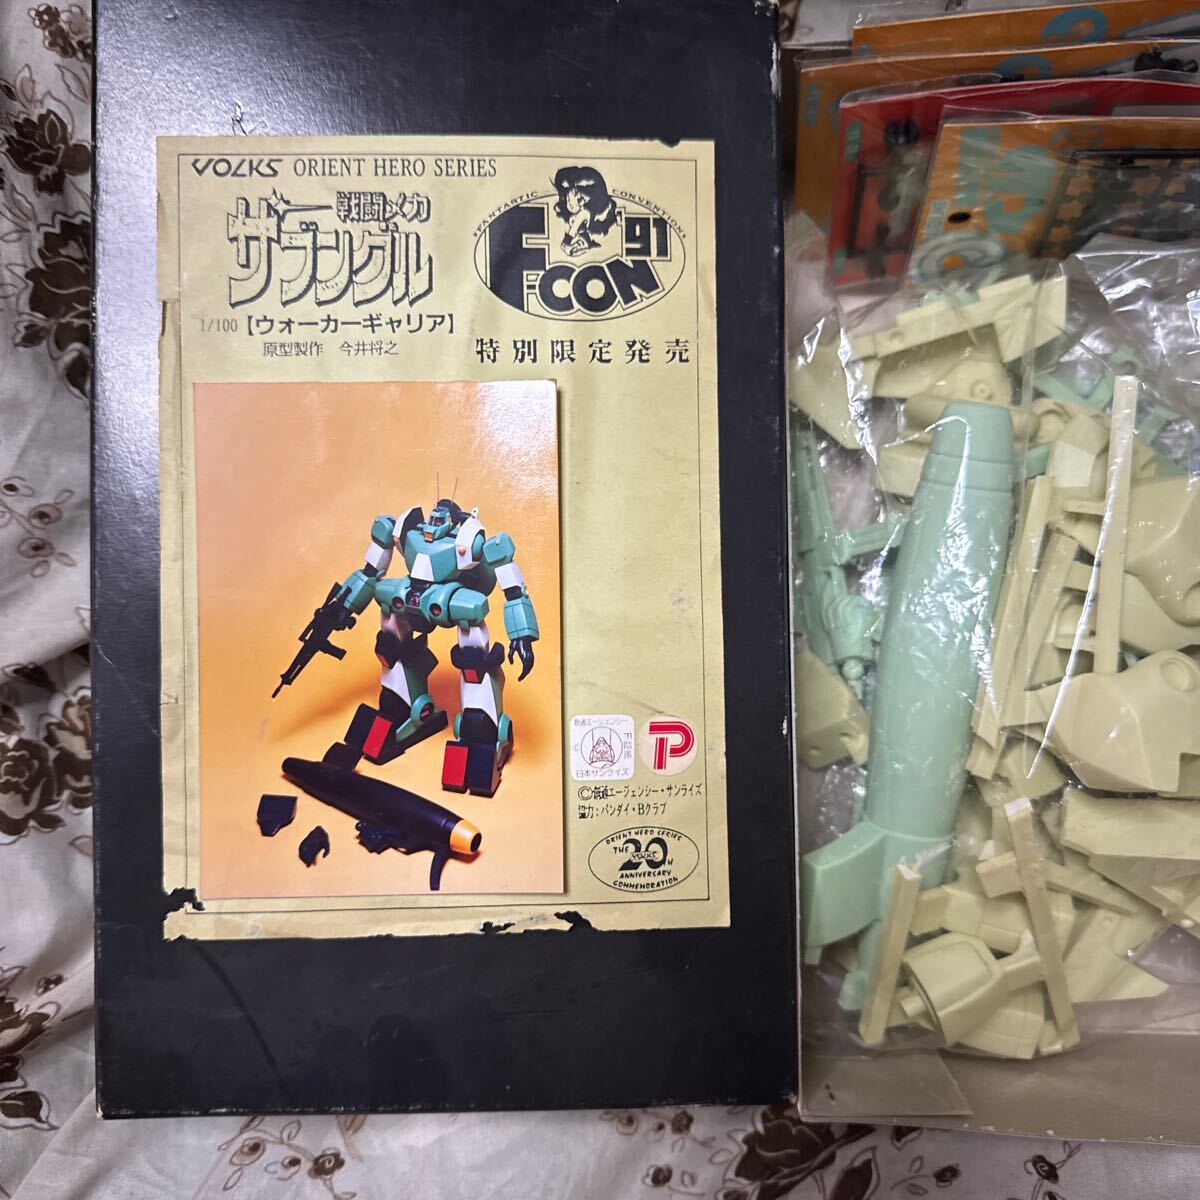 VOLKS ORIENT HERO SERIES
戦闘メカ
ザブングル
1/100【ウォーカーギャリア】
原型製作 今井将之
FANTASTIC CONVENTION
F-CON '91
特別限定発売
創通エージェンシー
日本サンライズ
P
©創通エージェンシー・サンライズ
協力:バンダイ・Bクラブ
ORIENT HERO SERIES
THE VOLKS 20TH
ANNIVERSARY
COMMEMORATION